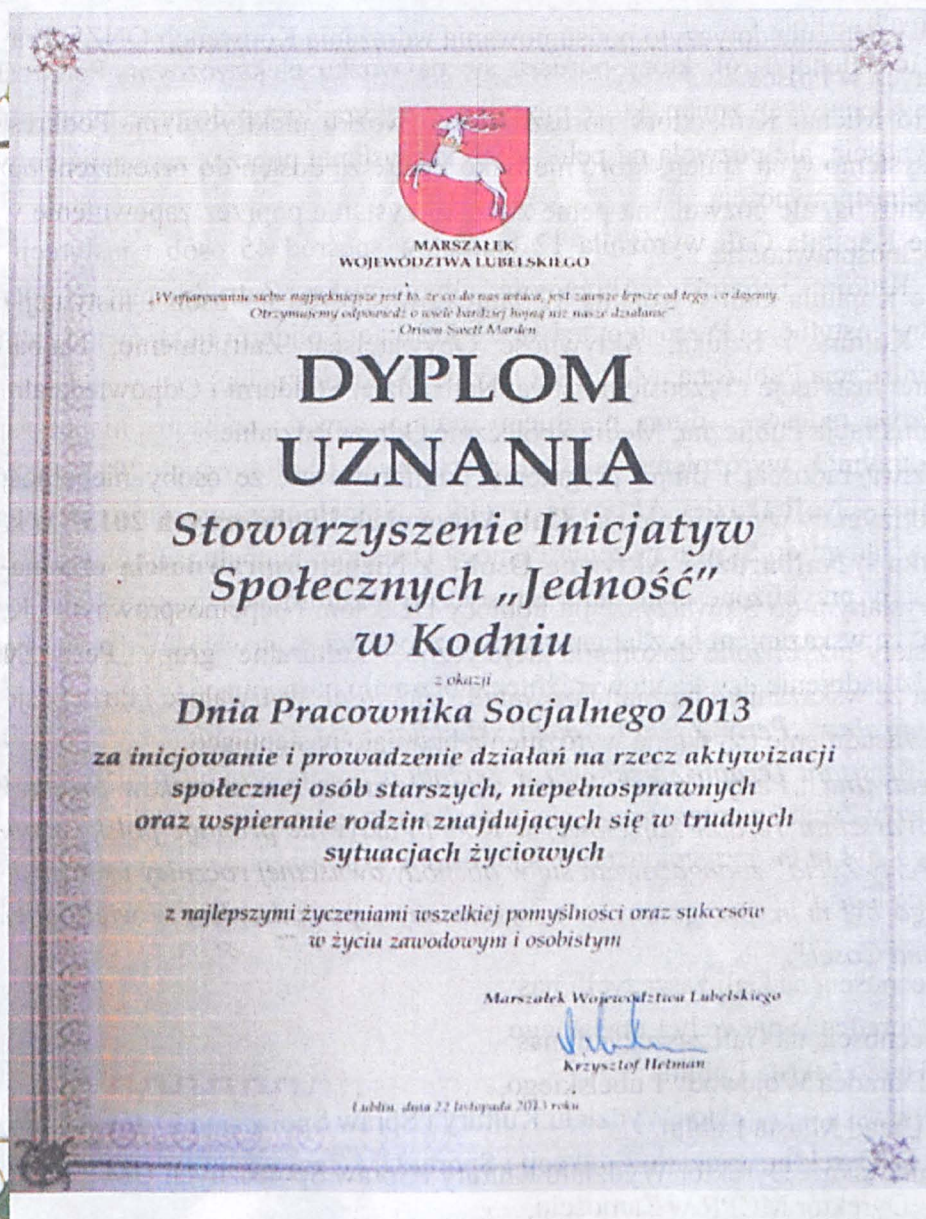 MARSZAŁEK
WOJEWÓDZTWA LUBELSKIEGO
„W ofiarowaniu siebie najpiękniejsze jest to, że co do nas wraca, jest zawsze lepsze od tego co dajemy.
Otrzymujemy odpowiedź o wiele bardziej hojną niż nasze działanie"
Orison Swett Marden
DYPLOM
UZNANIA
Stowarzyszenie Inicjatyw
Społecznych „Jedność"
w Kodniu
z okazji
Dnia Pracownika Socjalnego 2013
za inicjowanie i prowadzenie działań na rzecz aktywizacji
społecznej osób starszych, niepełnosprawnych
oraz wspieranie rodzin znajdujących się w trudnych
sytuacjach życiowych
z najlepszymi życzeniami wszelkiej pomyślności oraz sukcesów
w życiu zawodowym i osobistym
Marszałek Województwa Lubelskiego
Krzysztof Hetman
Lublin, dnia 22 listopada 2013 roku